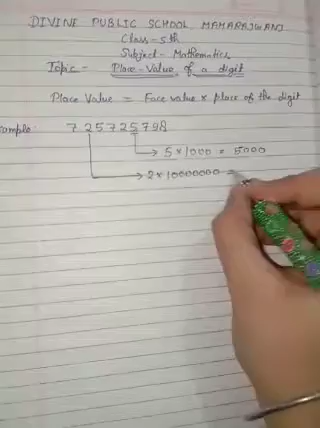 DIVINE PUBLIC SCHOOL MAHARAJGANJ
Class-5th
Subject- Mathematics
Topic - Place-Value of a digit
Place Value = Face value × place of the digit
xample: 7 2 5 7 2 5 7 9 8
5 × 1000 = 5000
2 × 10000000 =